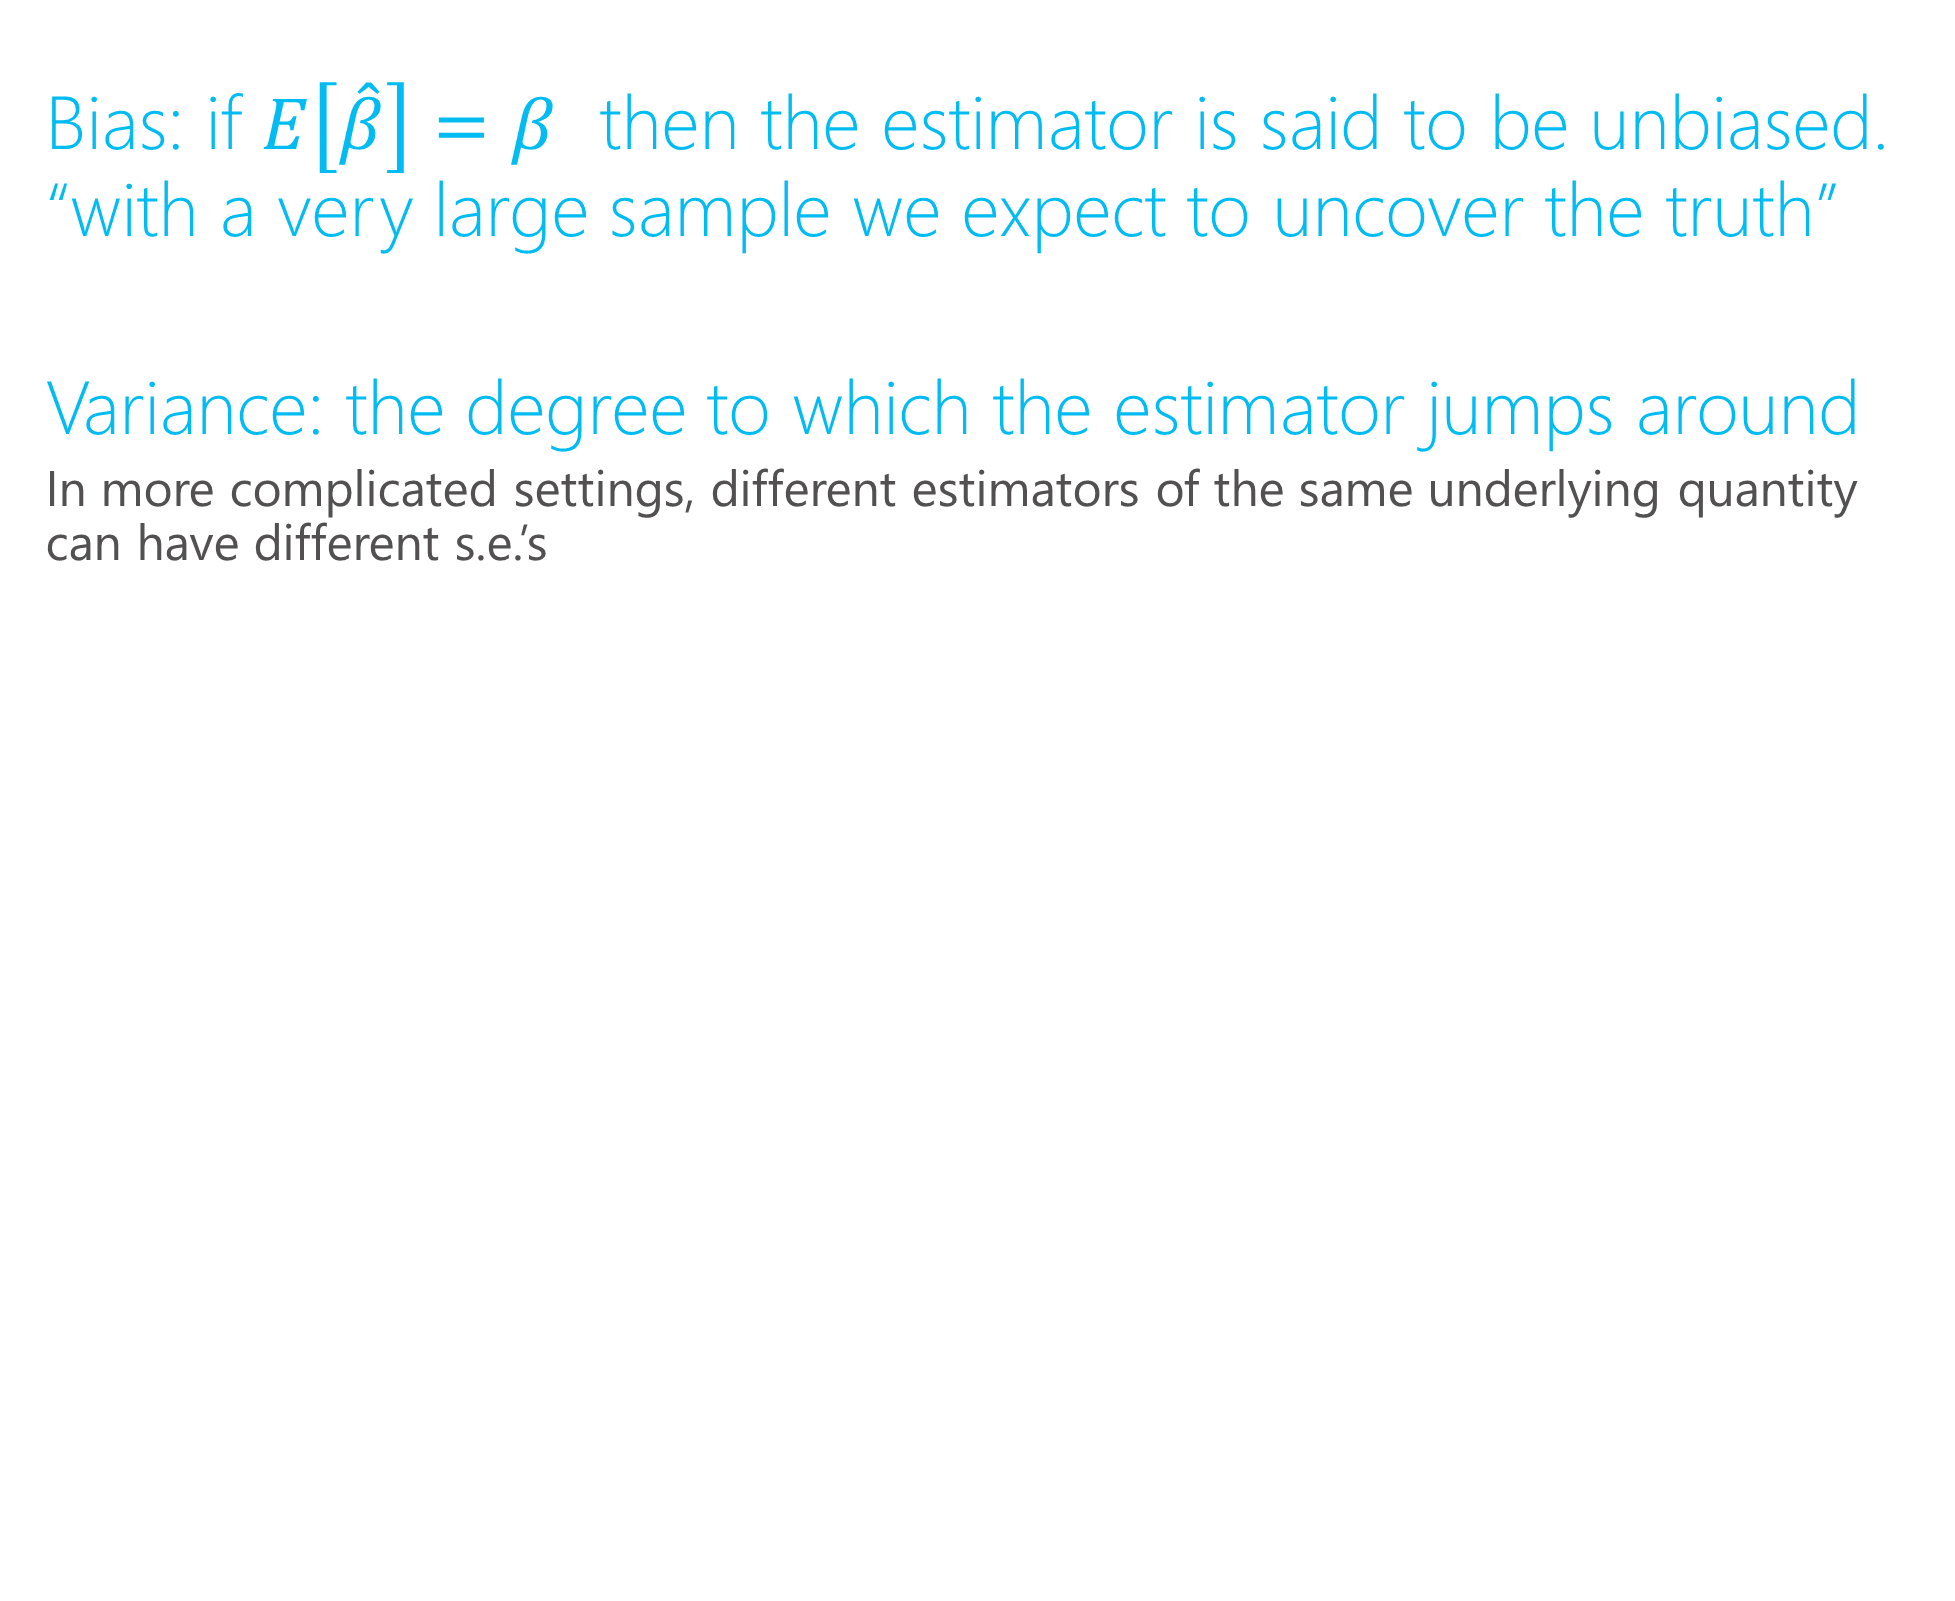 Bias: if 𝑬[𝜷̂] = 𝜷 then the estimator is said to be unbiased.
“with a very large sample we expect to uncover the truth”
Variance: the degree to which the estimator jumps around
In more complicated settings, different estimators of the same underlying quantity
can have different s.e.’s